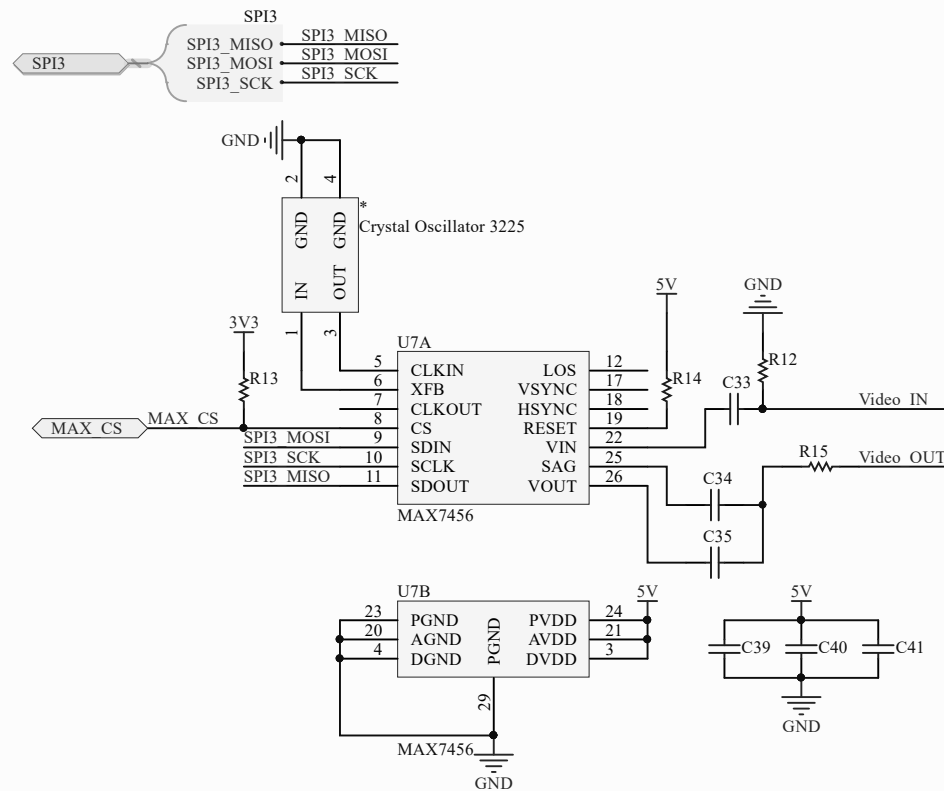 SPI3
SPI3_MISO SPI3_MISO
SPI3 SPI3_MOSI SPI3_MOSI
SPI3_SCK SPI3_SCK
GND
2 4
*
GND GND Crystal Oscillator 3225
IN OUT
1 3
5V GND
3V3
U7A
R13 5 CLKIN LOS 12 R12
6 XFB VSYNC 17 R14 C33
7 CLKOUT HSYNC 18 Video_IN
MAX_CS MAX_CS 8 CS RESET 19
SPI3_MOSI 9 SDIN VIN 22
SPI3_SCK 10 SCLK SAG 25 R15 Video_OUT
SPI3_MISO 11 SDOUT VOUT 26 C34
MAX7456
C35
U7B 5V 5V
23 PGND PVDD 24
20 AGND PGND AVDD 21 C39 C40 C41
4 DGND DVDD 3
29
GND
MAX7456
GND